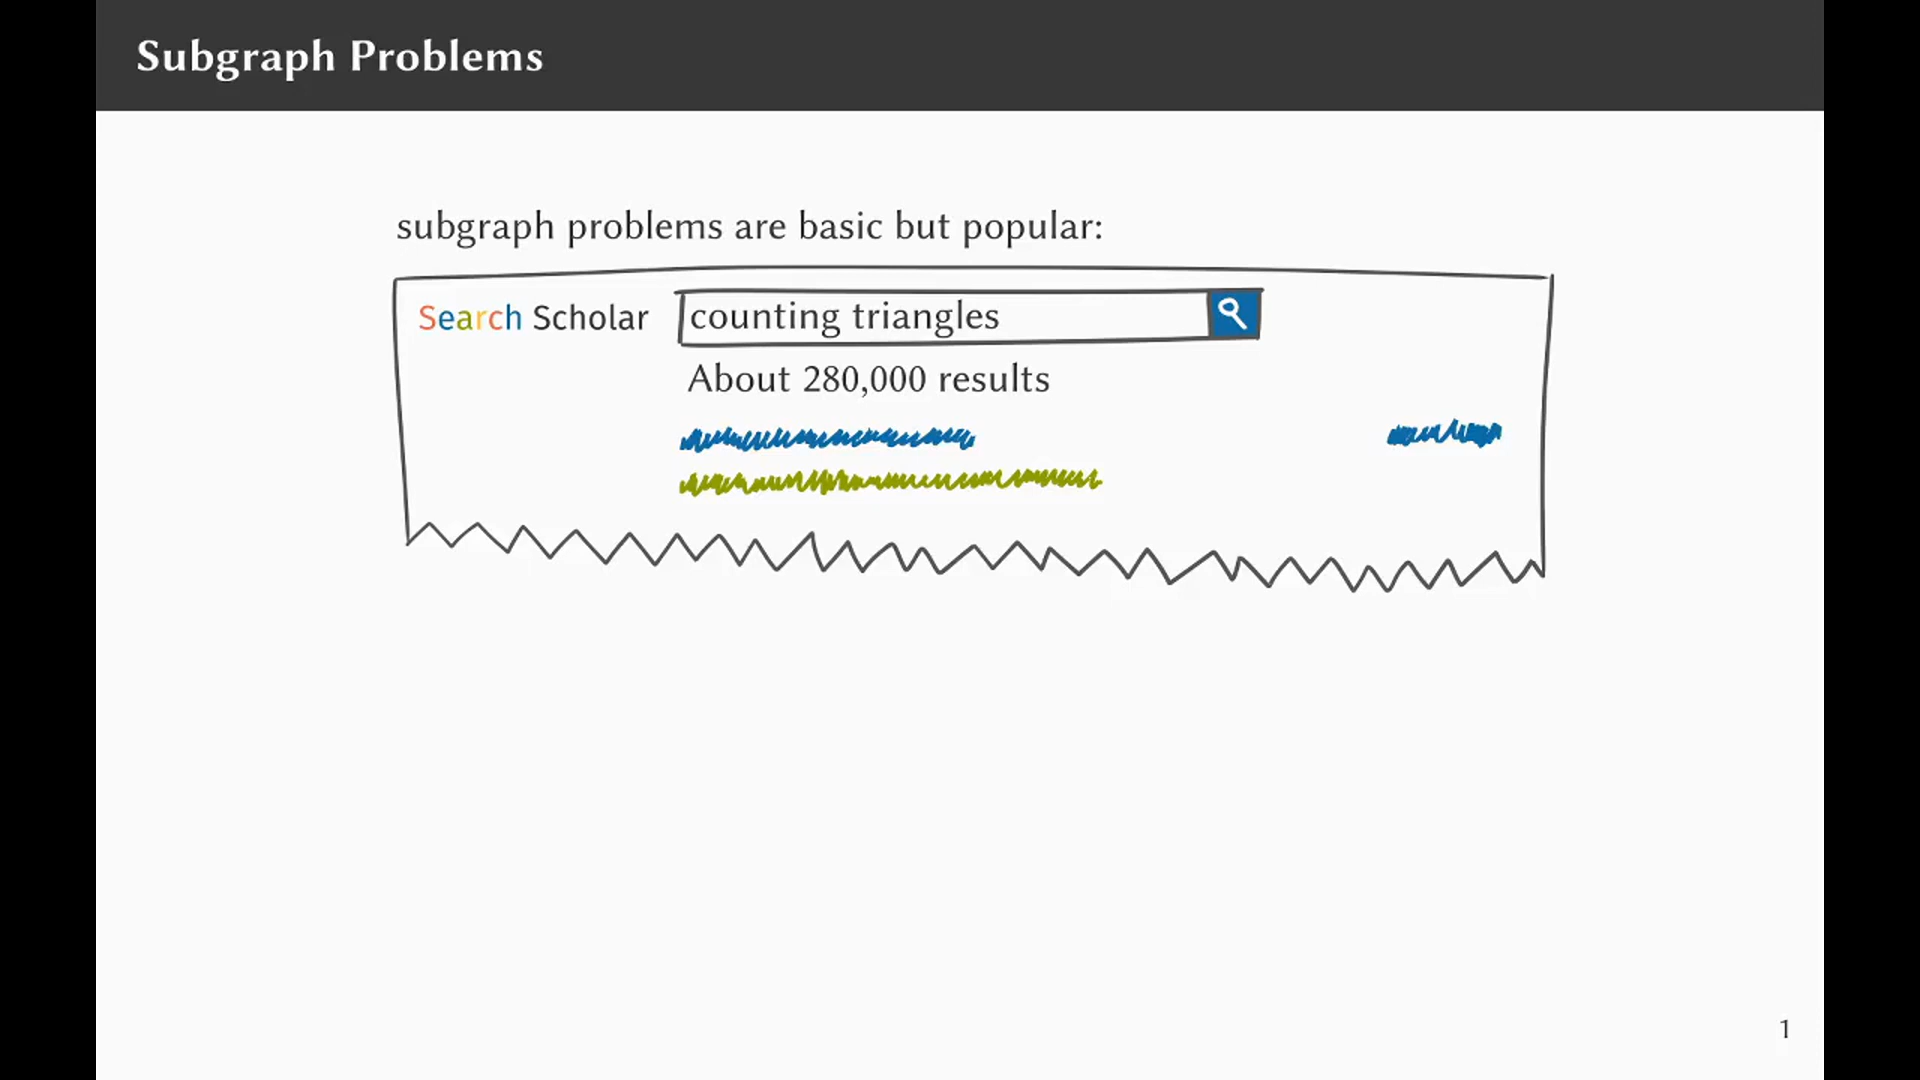 Subgraph Problems
subgraph problems are basic but popular:
Search Scholar counting triangles
About 280,000 results
1